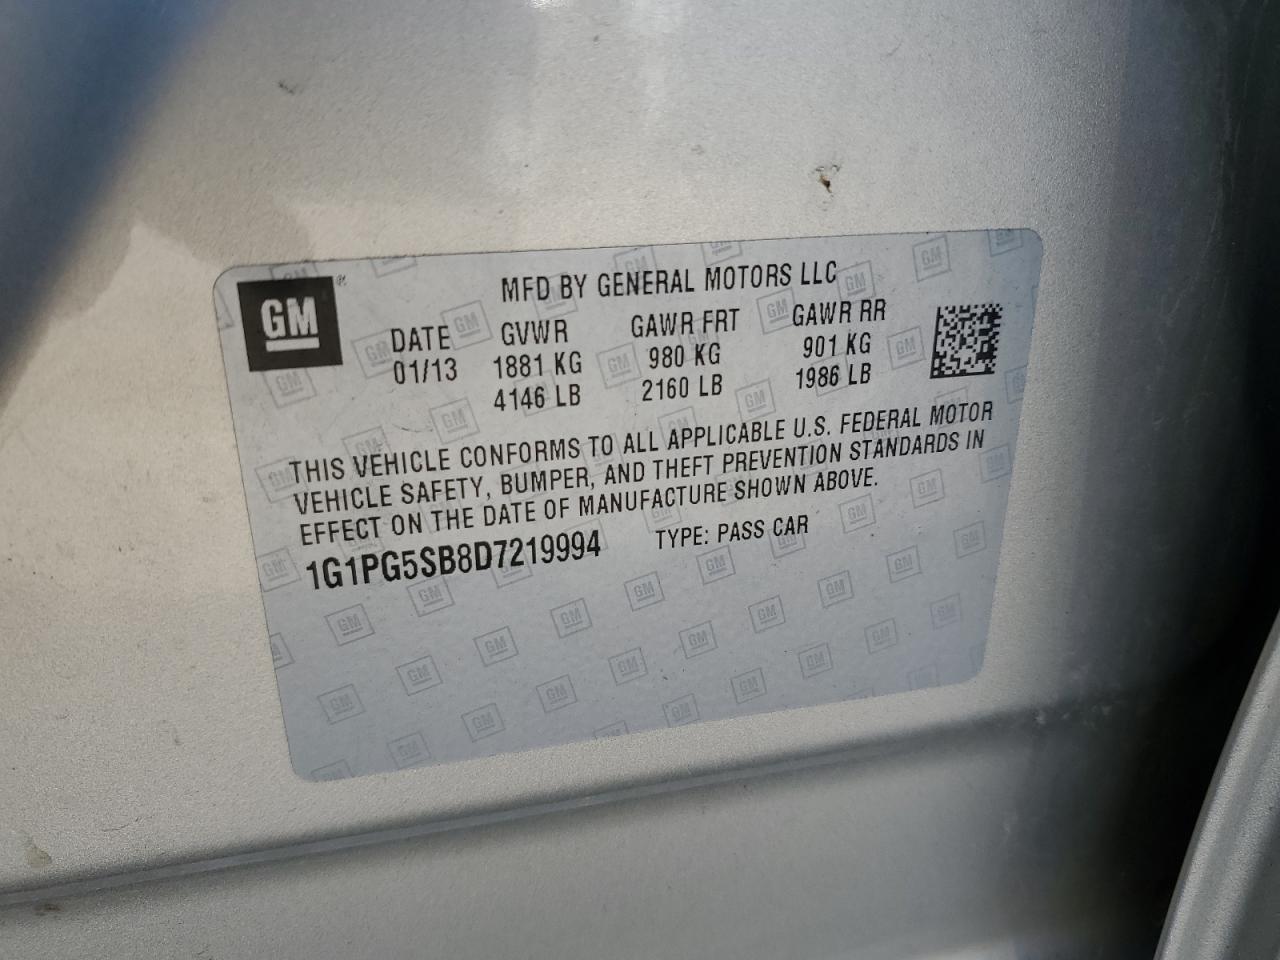 GM®
MFD BY GENERAL MOTORS LLC
DATE GVWR GAWR FRT GAWR RR
01/13 1881 KG 980 KG 901 KG
4146 LB 2160 LB 1986 LB
THIS VEHICLE CONFORMS TO ALL APPLICABLE U.S. FEDERAL MOTOR
VEHICLE SAFETY, BUMPER, AND THEFT PREVENTION STANDARDS IN
EFFECT ON THE DATE OF MANUFACTURE SHOWN ABOVE.
1G1PG5SB8D7219994 TYPE: PASS CAR